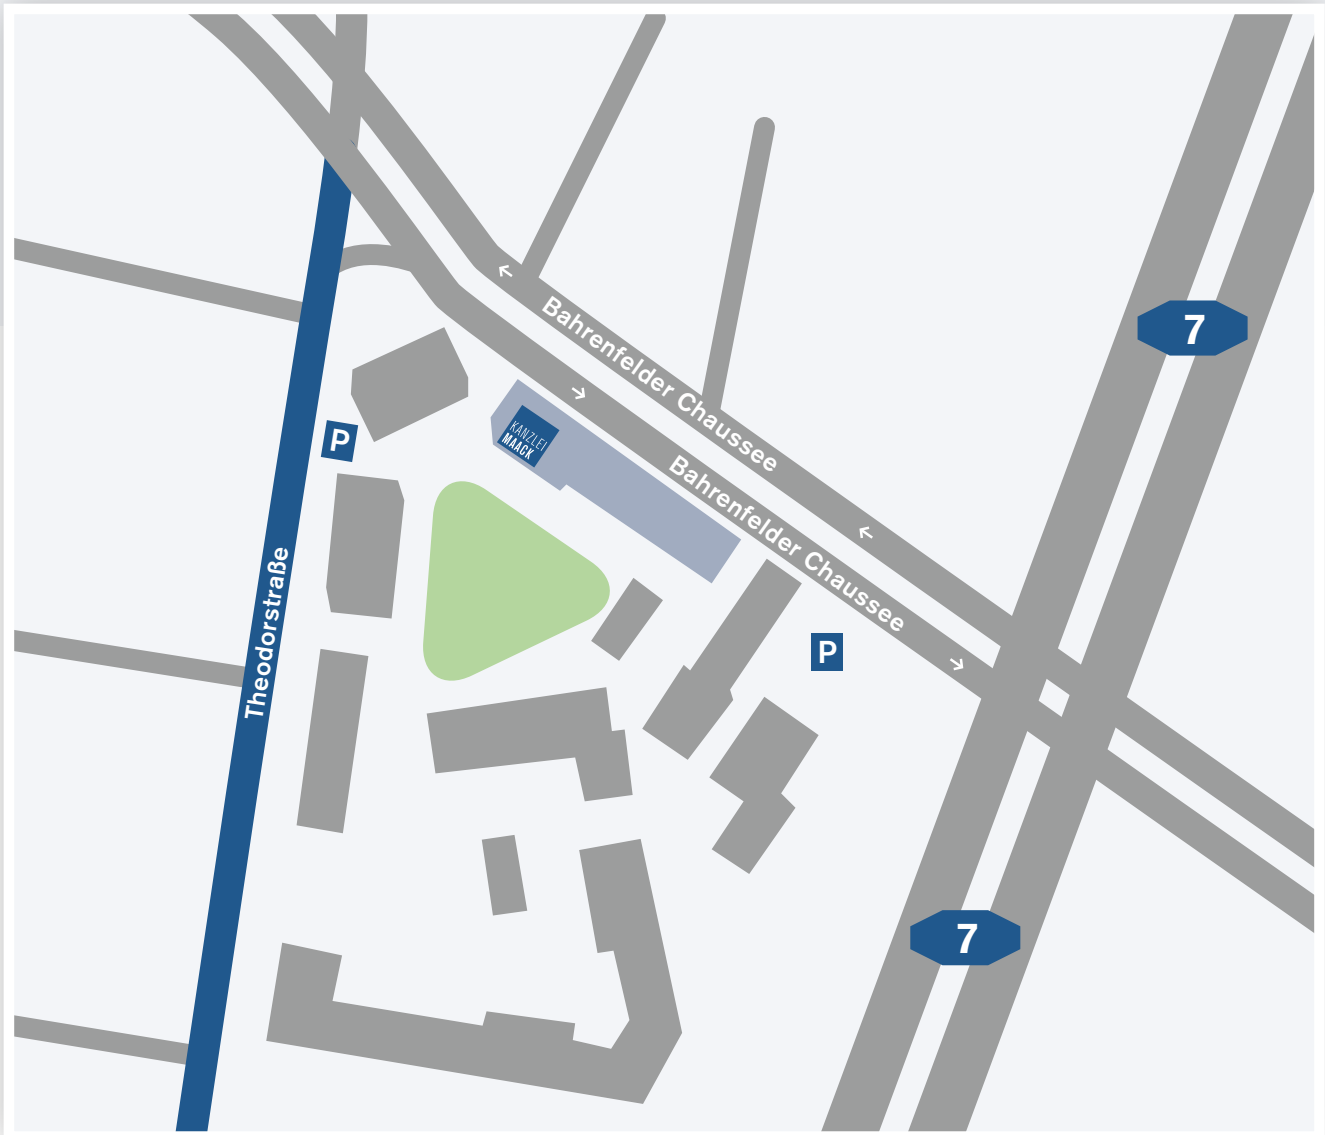 7
←
Bahrenfelder Chaussee
→
KANZLEI
MAACK
P
Bahrenfelder Chaussee
←
Theodorstraße
P
→
7